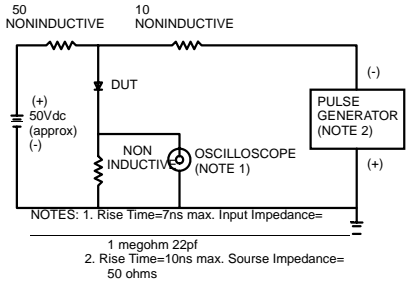 50
NONINDUCTIVE
10
NONINDUCTIVE
(+)
50Vdc
(approx)
(-)
DUT
NON
INDUCTIVE
OSCILLOSCOPE
(NOTE 1)
(-)
PULSE
GENERATOR
(NOTE 2)
(+)
NOTES: 1. Rise Time=7ns max. Input Impedance=
1 megohm 22pf
2. Rise Time=10ns max. Sourse Impedance=
50 ohms